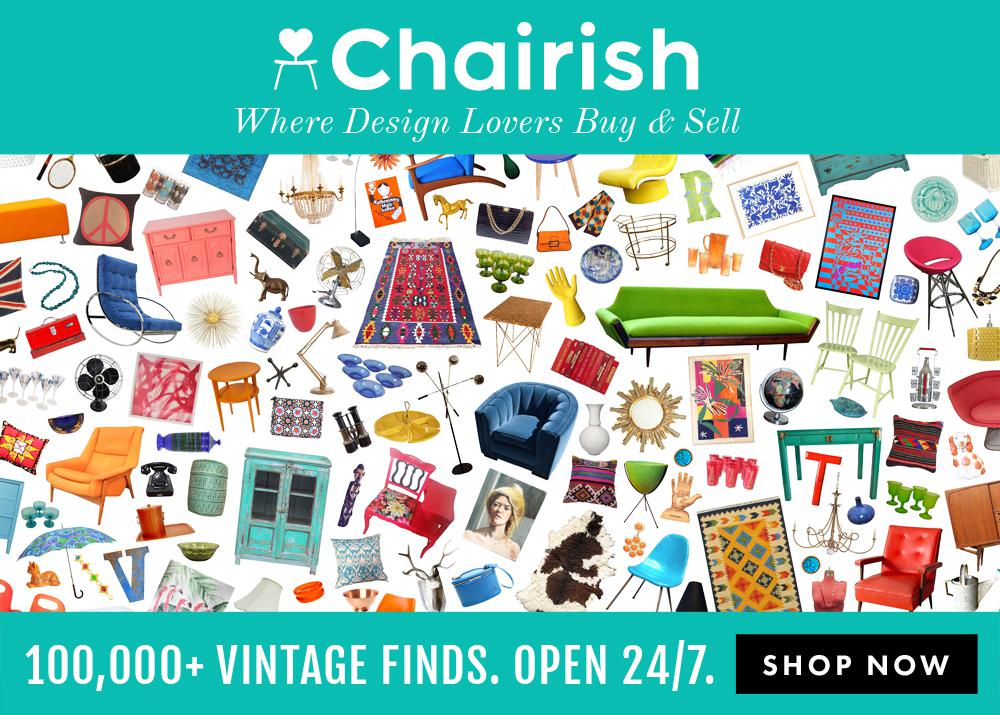 Chairish
Where Design Lovers Buy & Sell
R
T
V
100,000+ VINTAGE FINDS. OPEN 24/7.
SHOP NOW